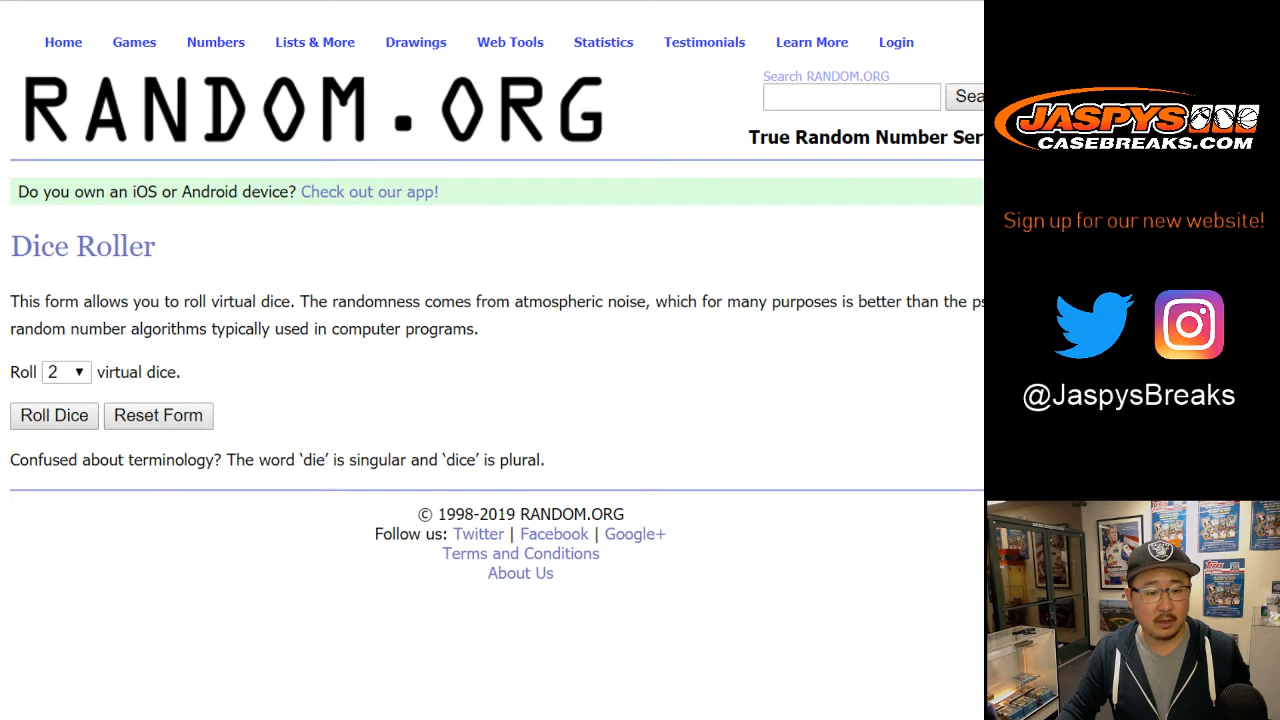 Home Games Numbers Lists & More Drawings Web Tools Statistics Testimonials Learn More Login
RANDOM.ORG
Search RANDOM.ORG
Sea
True Random Number Ser
Do you own an iOS or Android device? Check out our app!
Dice Roller
This form allows you to roll virtual dice. The randomness comes from atmospheric noise, which for many purposes is better than the ps
random number algorithms typically used in computer programs.
Roll 2 virtual dice.
Roll Dice Reset Form
Confused about terminology? The word ‘die’ is singular and ‘dice’ is plural.
© 1998-2019 RANDOM.ORG
Follow us: Twitter | Facebook | Google+
Terms and Conditions
About Us
JASPYS
CASEBREAKS.COM
Sign up for our new website!
@JaspysBreaks